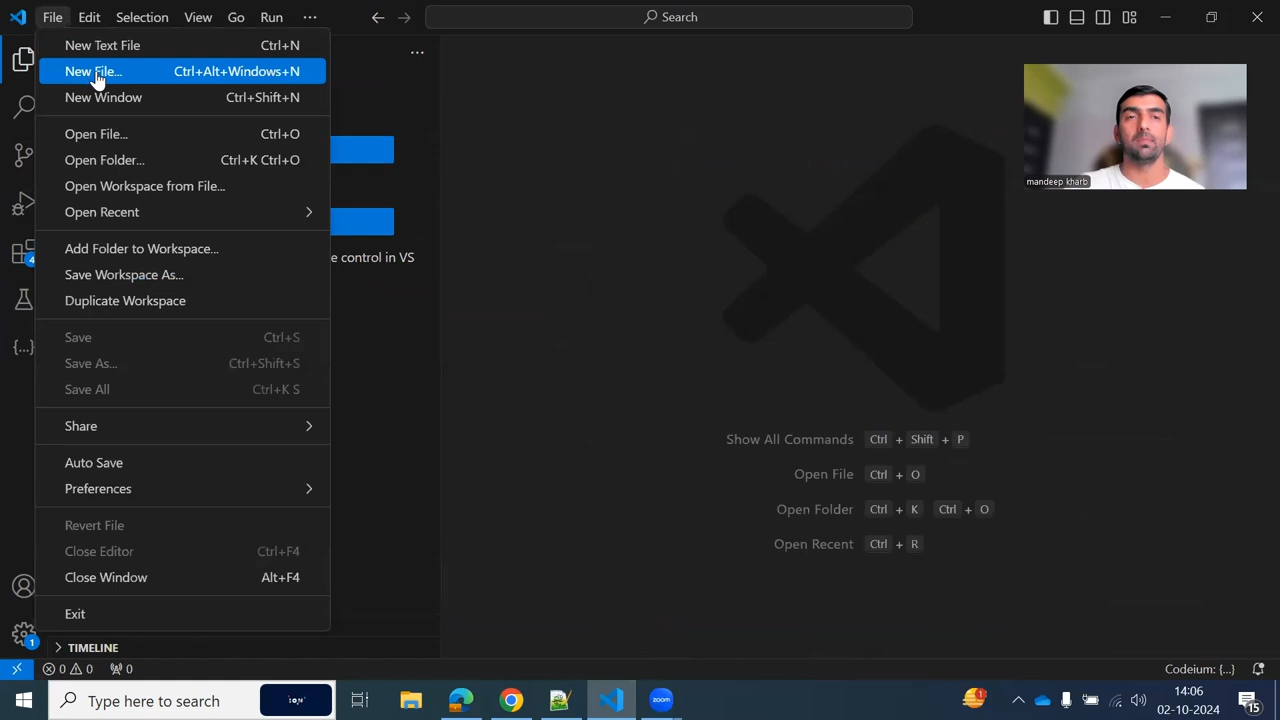 File Edit Selection View Go Run ···
Search
New Text File Ctrl+N
New File... Ctrl+Alt+Windows+N
New Window Ctrl+Shift+N
Open File... Ctrl+O
Open Folder... Ctrl+K Ctrl+O
Open Workspace from File...
Open Recent
Add Folder to Workspace...
Save Workspace As...
Duplicate Workspace
Save Ctrl+S
Save As... Ctrl+Shift+S
Save All Ctrl+K S
Share
Auto Save
Preferences
Revert File
Close Editor Ctrl+F4
Close Window Alt+F4
Exit
e control in VS
mandeep kharb
Show All Commands Ctrl + Shift + P
Open File Ctrl + O
Open Folder Ctrl + K Ctrl + O
Open Recent Ctrl + R
4
1
TIMELINE
0 0 0
Codeium: {...}
Type here to search
zoom
1
14:06
02-10-2024
15